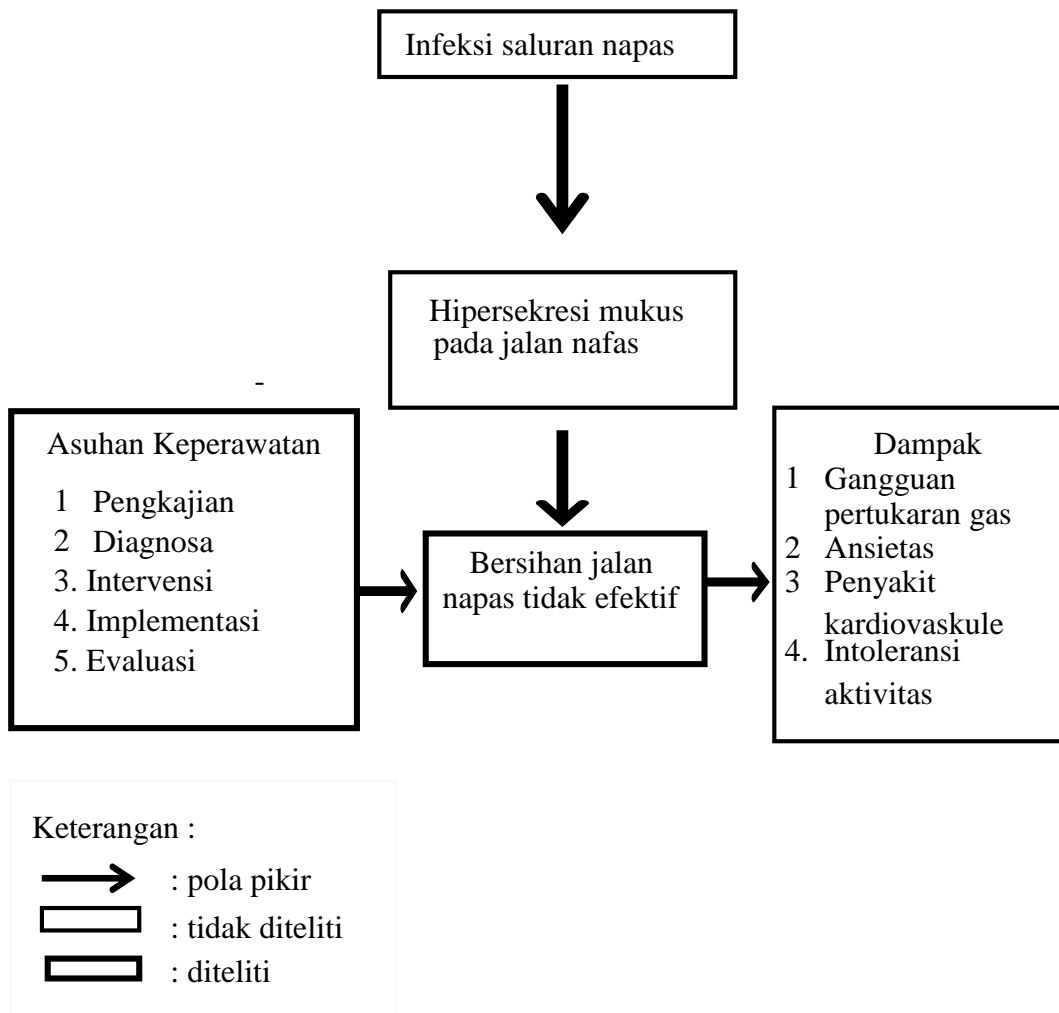 Infeksi saluran napas
Hipersekresi mukus
pada jalan nafas
-
Asuhan Keperawatan
1 Pengkajian
2 Diagnosa
3. Intervensi
4. Implementasi
5. Evaluasi
Bersihan jalan
napas tidak efektif
Dampak
1 Gangguan
pertukaran gas
2 Ansietas
3 Penyakit
kardiovaskule
4. Intoleransi
aktivitas
Keterangan :
: pola pikir
: tidak diteliti
: diteliti